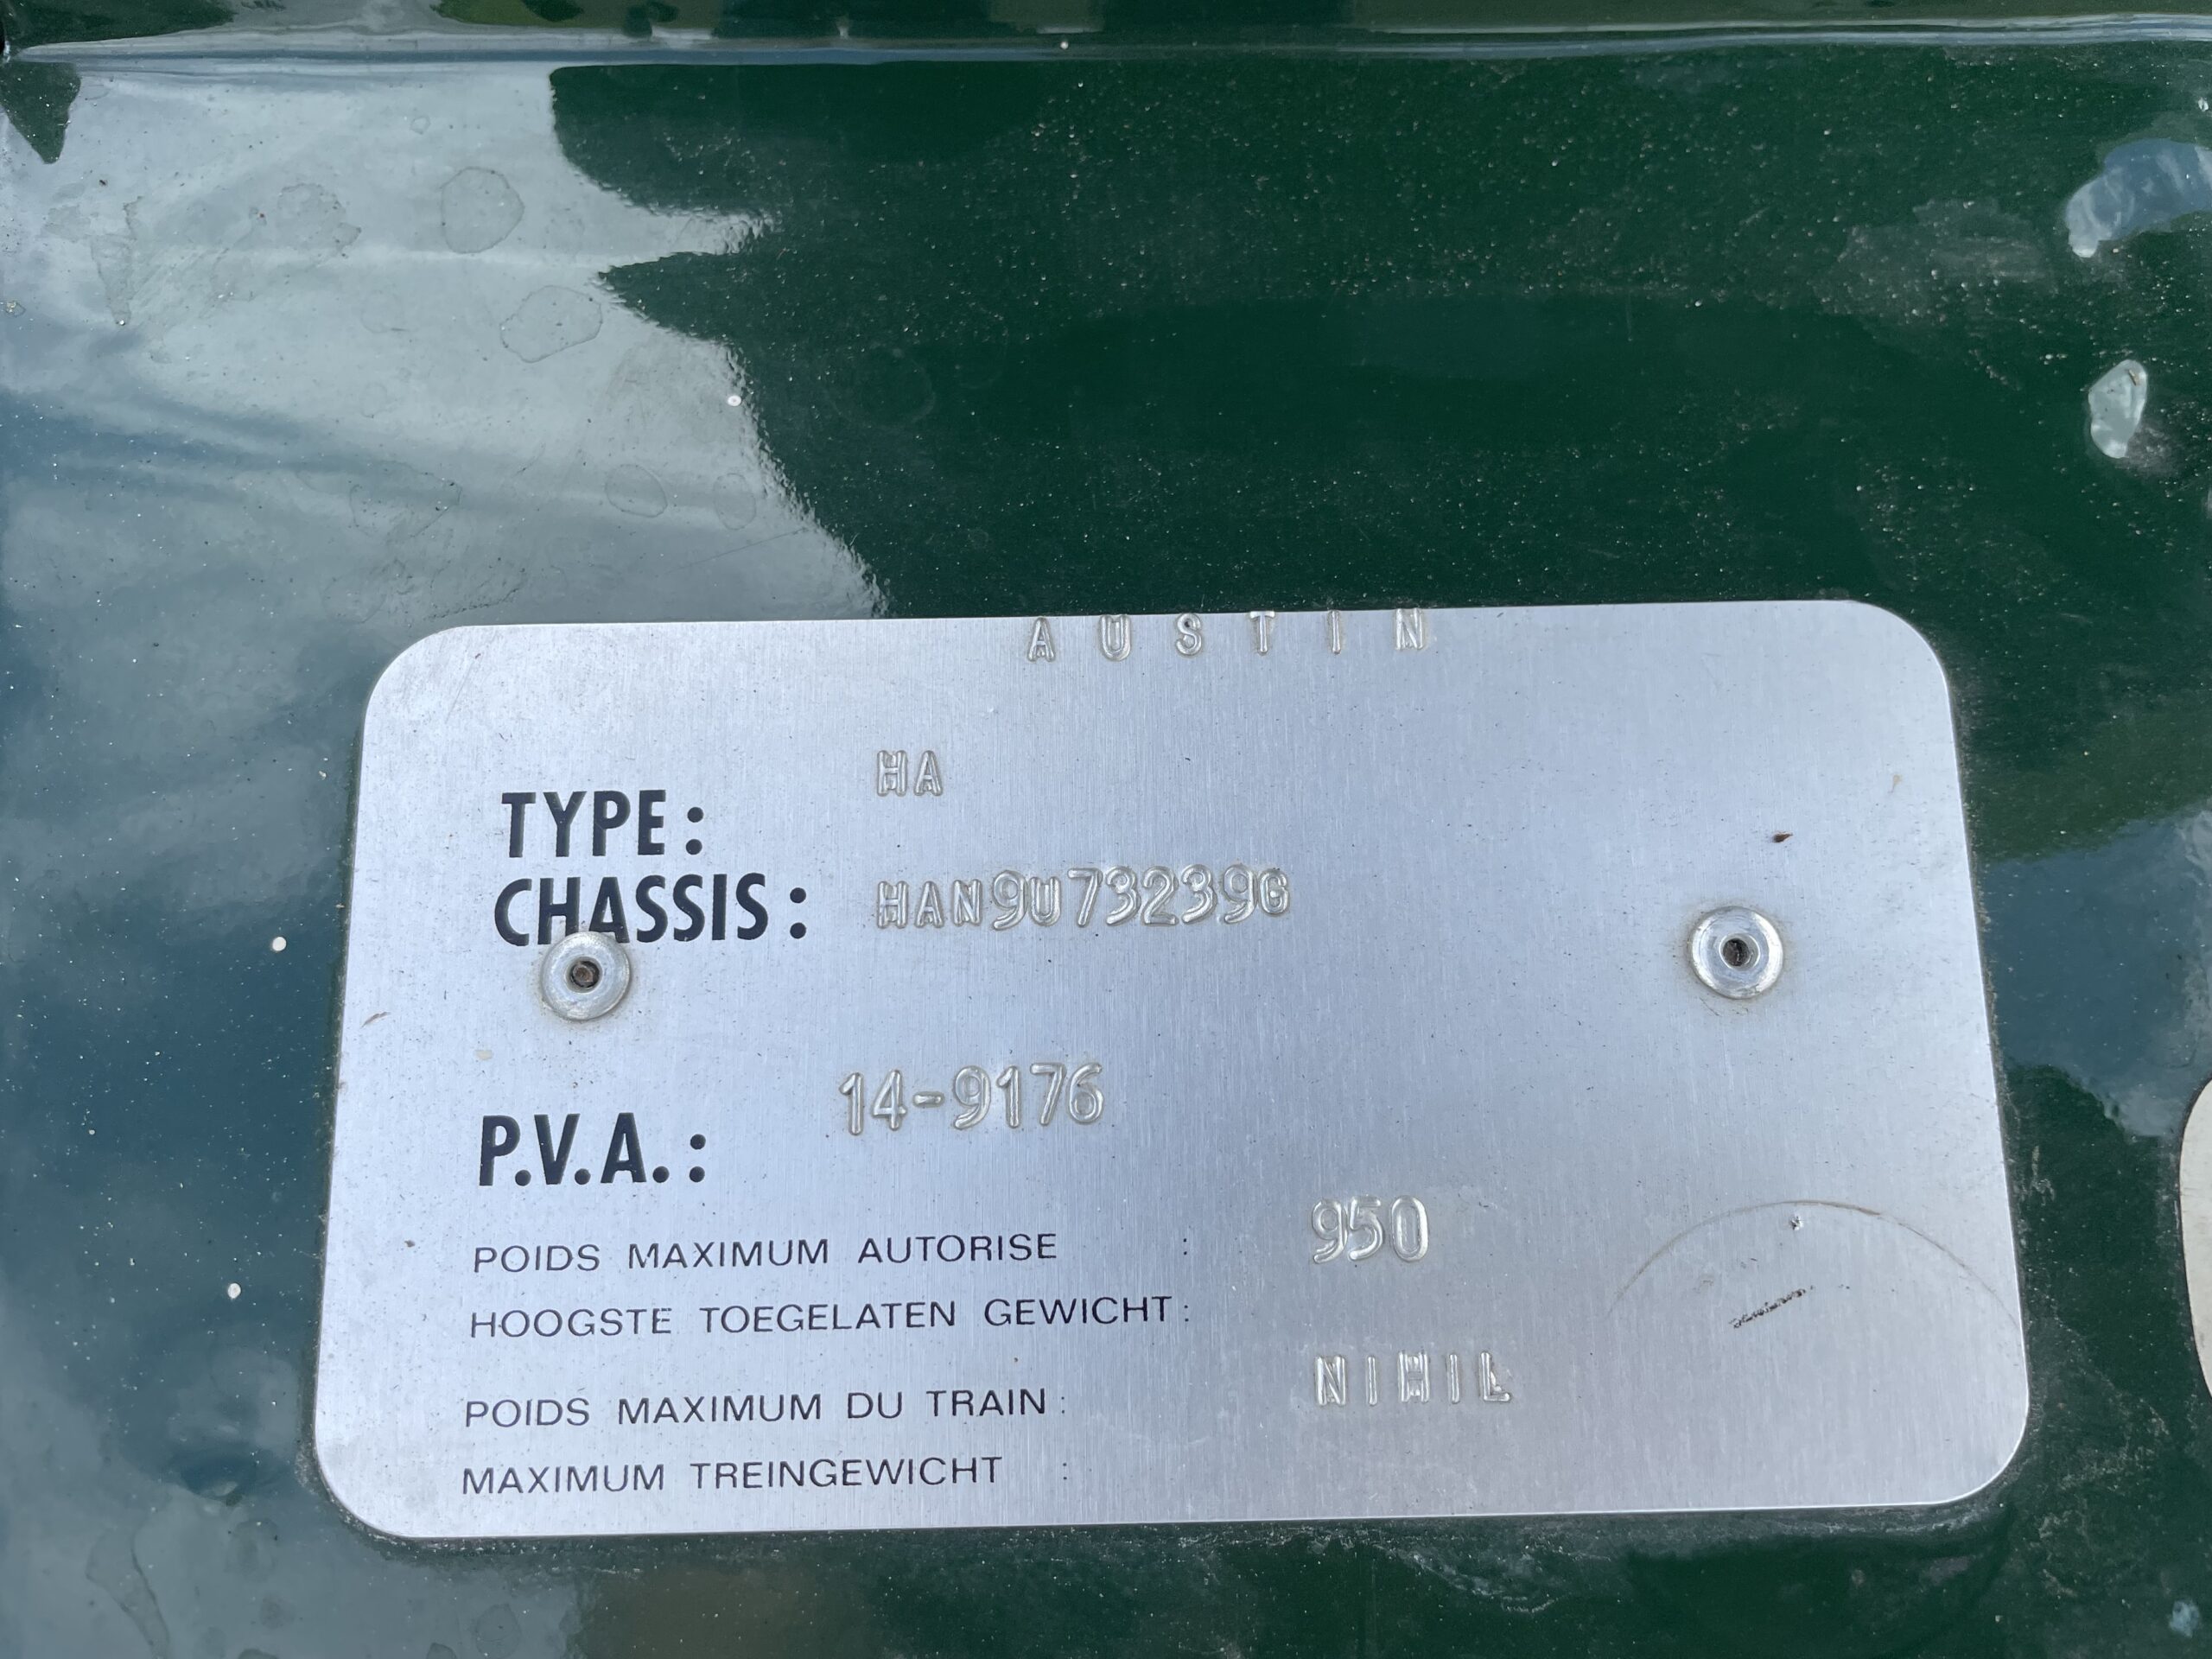 AUSTIN
TYPE: HA
CHASSIS: HAN9U73239G
P.V.A.: 14-9176
POIDS MAXIMUM AUTORISE : 950
HOOGSTE TOEGELATEN GEWICHT:
POIDS MAXIMUM DU TRAIN: NIHIL
MAXIMUM TREINGEWICHT :